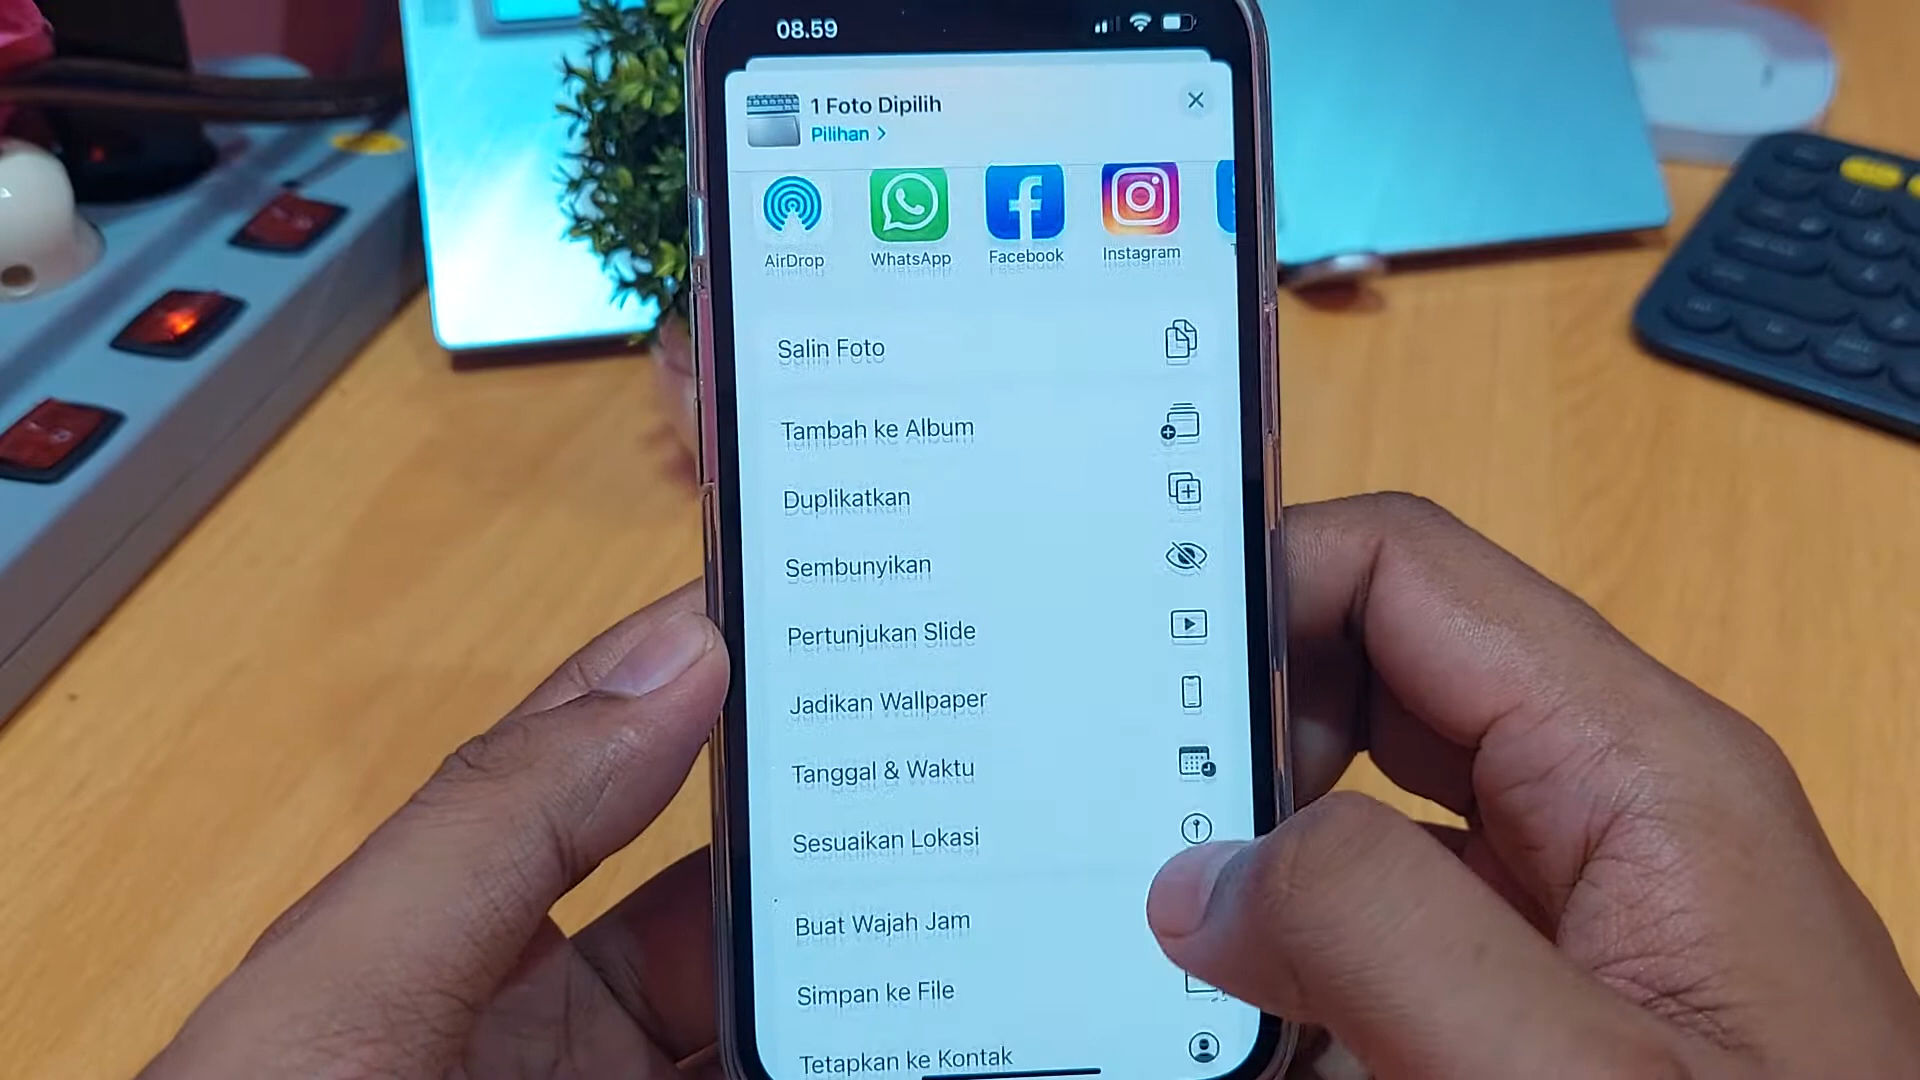 08.59
1 Foto Dipilih
Pilihan >
AirDrop
WhatsApp
Facebook
Instagram
Salin Foto
Tambah ke Album
Duplikatkan
Sembunyikan
Pertunjukan Slide
Jadikan Wallpaper
Tanggal & Waktu
Sesuaikan Lokasi
Buat Wajah Jam
Simpan ke File
Tetapkan ke Kontak